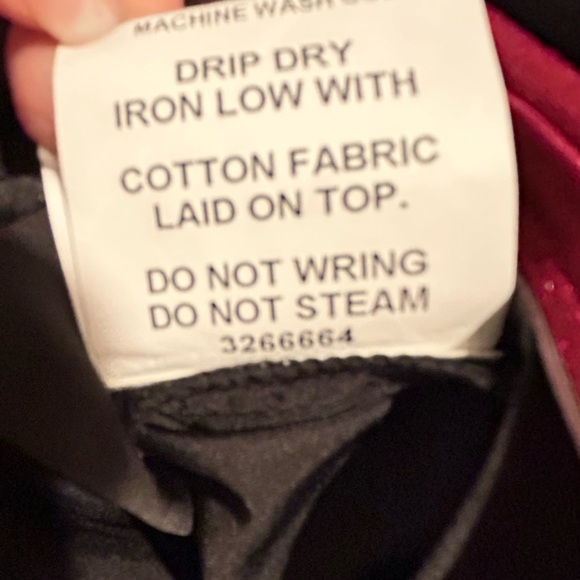 MACHINE WASH
DRIP DRY
IRON LOW WITH
COTTON FABRIC
LAID ON TOP.
DO NOT WRING
DO NOT STEAM
3266664